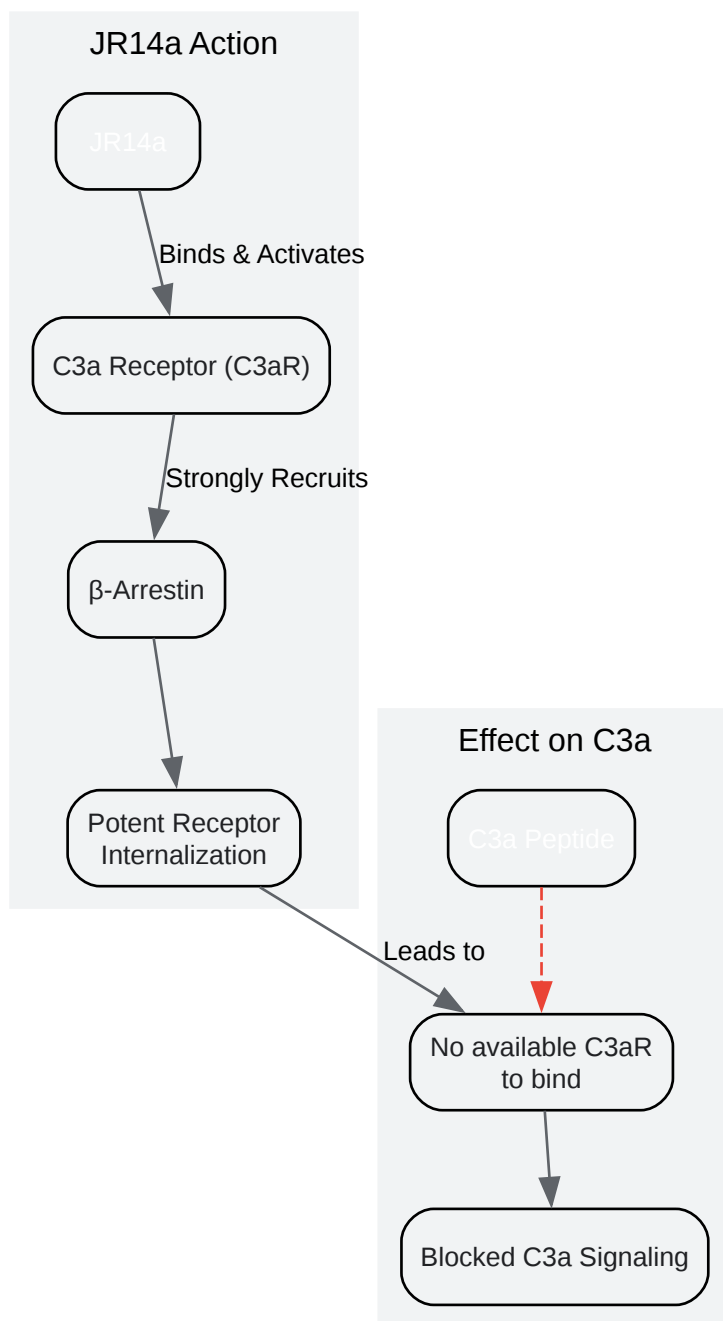 JR14a Action
JR14a
Binds & Activates
C3a Receptor (C3aR)
Strongly Recruits
β-Arrestin
Potent Receptor
Internalization
Leads to
Effect on C3a
C3a Peptide
No available C3aR
to bind
Blocked C3a Signaling